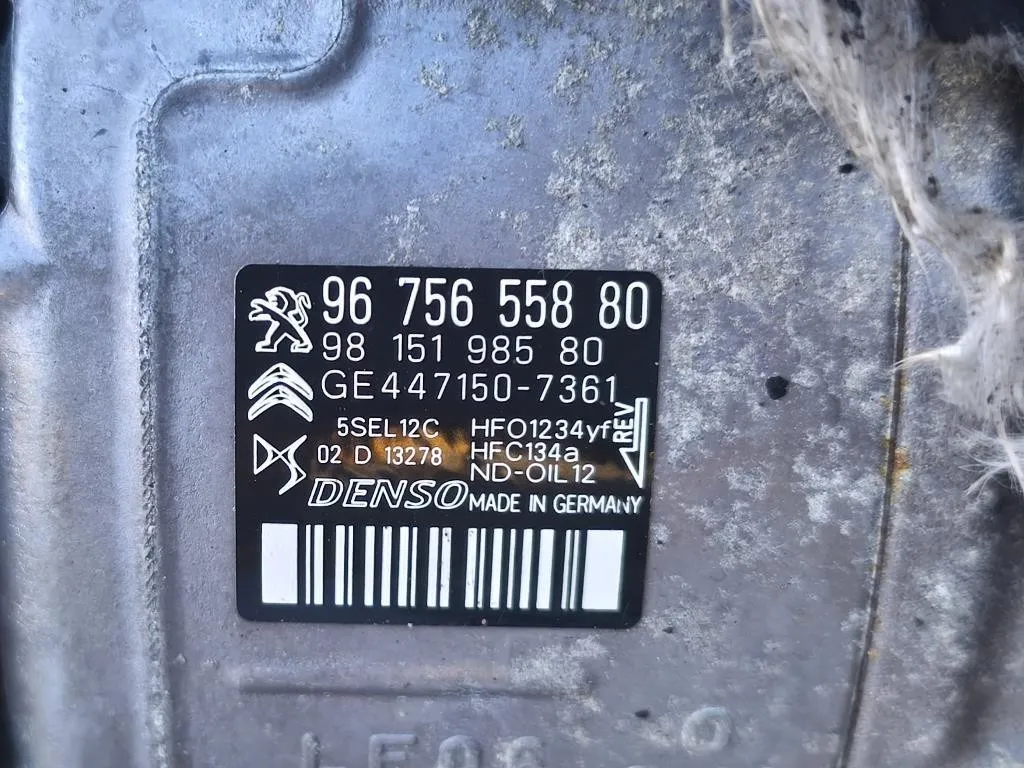 96 756 558 80
98 151 985 80
GE447150-7361
5SEL12C HFO1234yf
02 D 13278 HFC134a
ND-OIL12
REV
DENSO MADE IN GERMANY